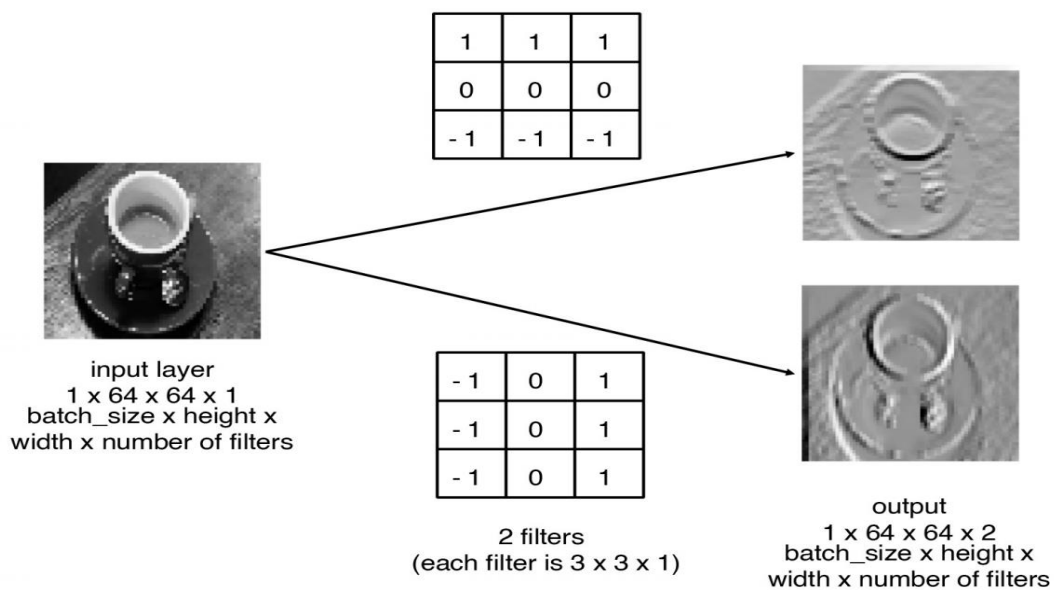 1 1 1
0 0 0
- 1 - 1 - 1
input layer
1 x 64 x 64 x 1
batch_size x height x
width x number of filters
- 1 0 1
- 1 0 1
- 1 0 1
2 filters
(each filter is 3 x 3 x 1)
output
1 x 64 x 64 x 2
batch_size x height x
width x number of filters